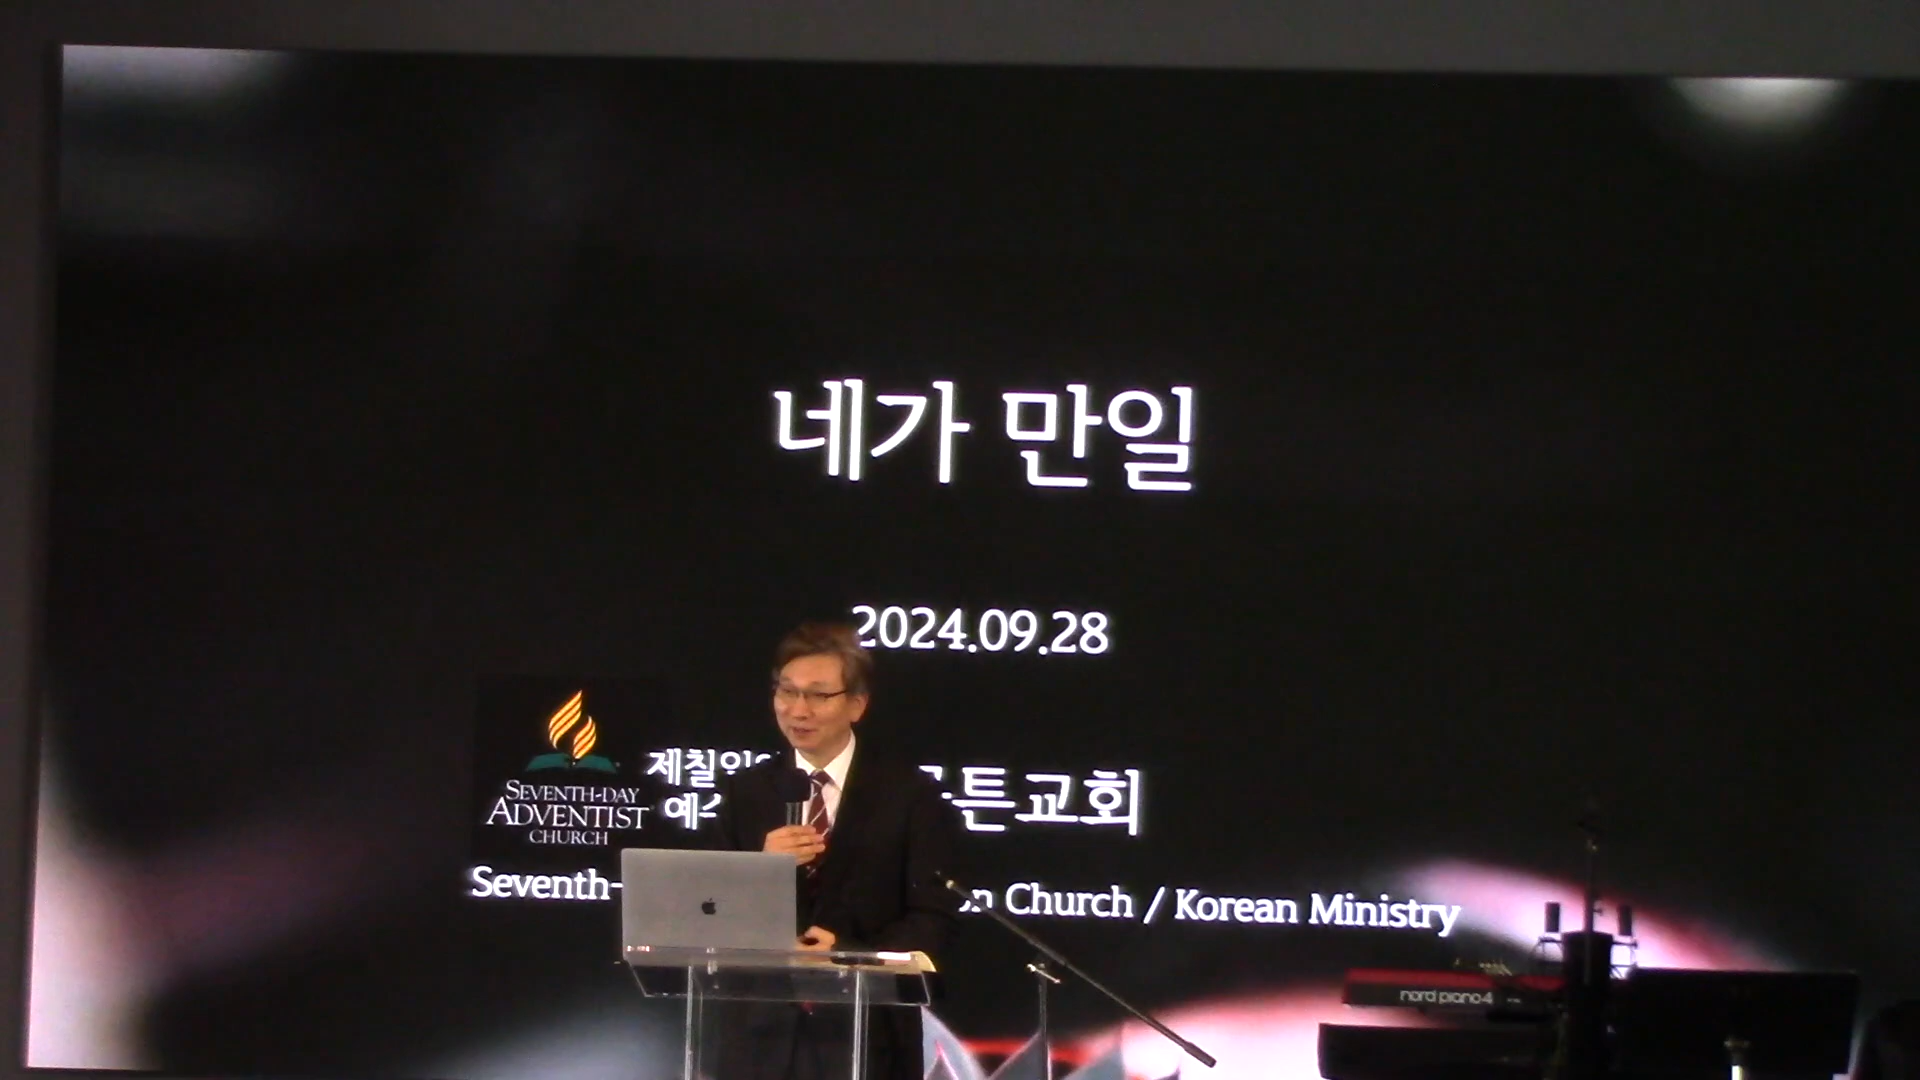 네가 만일
2024.09.28
SEVENTH-DAY
ADVENTIST
CHURCH
제칠일
예수
튼교회
Seventh-
Church / Korean Ministry
nord piano 4